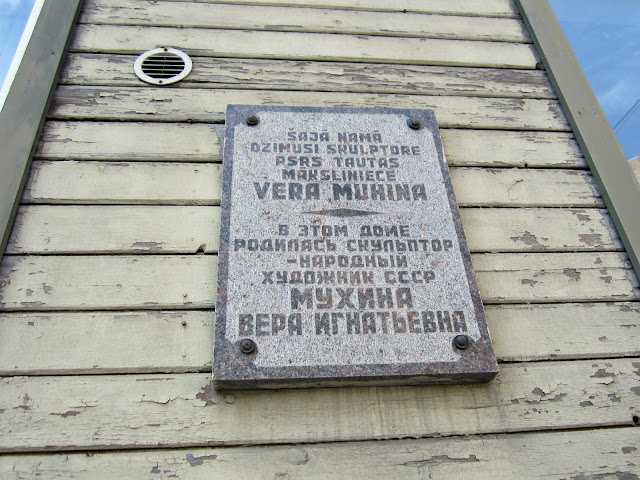 ŠAJĀ NAMĀ
DZIMUSI SKULPTORE
PSRS TAUTAS
MĀKSLINIECE
VERA MUHINA
В ЭТОМ ДОМЕ
РОДИЛАСЬ СКУЛЬПТОР
-НАРОДНЫЙ
ХУДОЖНИК СССР
МУХИНА
ВЕРА ИГНАТЬЕВНА